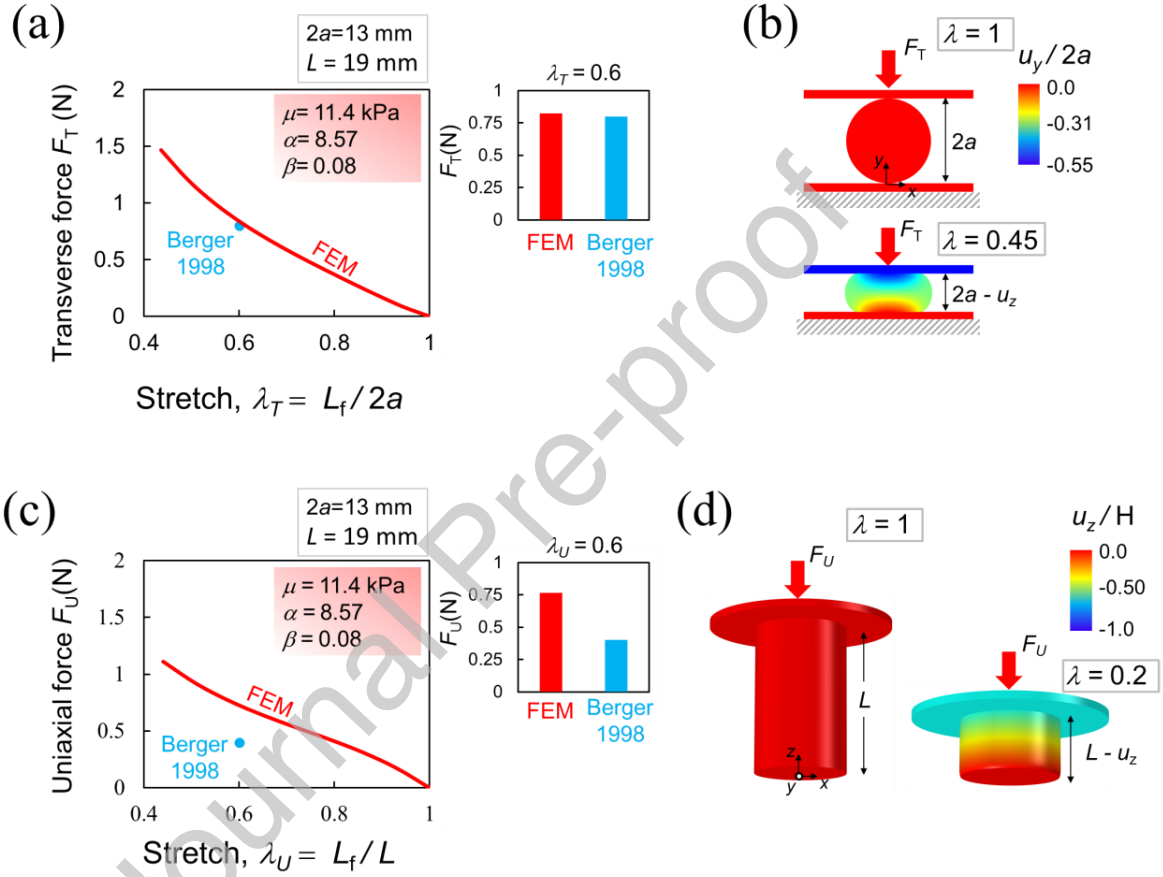 (a)
2a=13 mm
L = 19 mm
μ= 11.4 kPa
α = 8.57
β = 0.08
Transverse force F_T (N)
2
1.5
1
0.5
0
Berger
1998
FEM
0.4 0.6 0.8 1
Stretch, λ_T = L_f / 2a
λ_T = 0.6
F_T(N)
1
0.75
0.5
0.25
0
FEM Berger
1998
(b)
F_T
λ = 1
u_y / 2a
0.0
-0.31
-0.55
2a
y
x
F_T
λ = 0.45
2a - u_z
(c)
2a=13 mm
L = 19 mm
μ = 11.4 kPa
α = 8.57
β = 0.08
Uniaxial force F_U(N)
2
1.5
1
0.5
0
FEM
Berger
1998
0.4 0.6 0.8 1
Stretch, λ_U = L_f / L
λ_U = 0.6
F_U(N)
1
0.75
0.5
0.25
0
FEM Berger
1998
(d)
λ = 1
F_U
L
z
y x
u_z / H
0.0
-0.50
-1.0
F_U
λ = 0.2
L - u_z
Journal Pre-proof